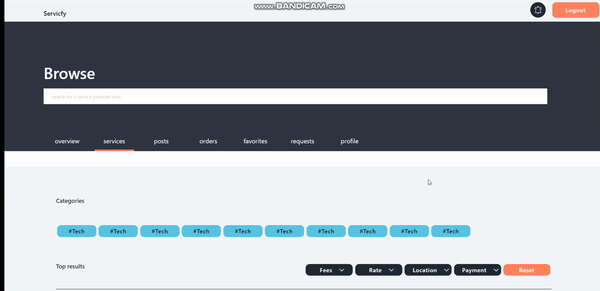 www.BANDICAM.com
Servicfy
Logout
Browse
search for a service provider now
overview services posts orders favorites requests profile
Categories
#Tech #Tech #Tech #Tech #Tech #Tech #Tech #Tech #Tech #Tech
Top results Fees Rate Location Payment Reset